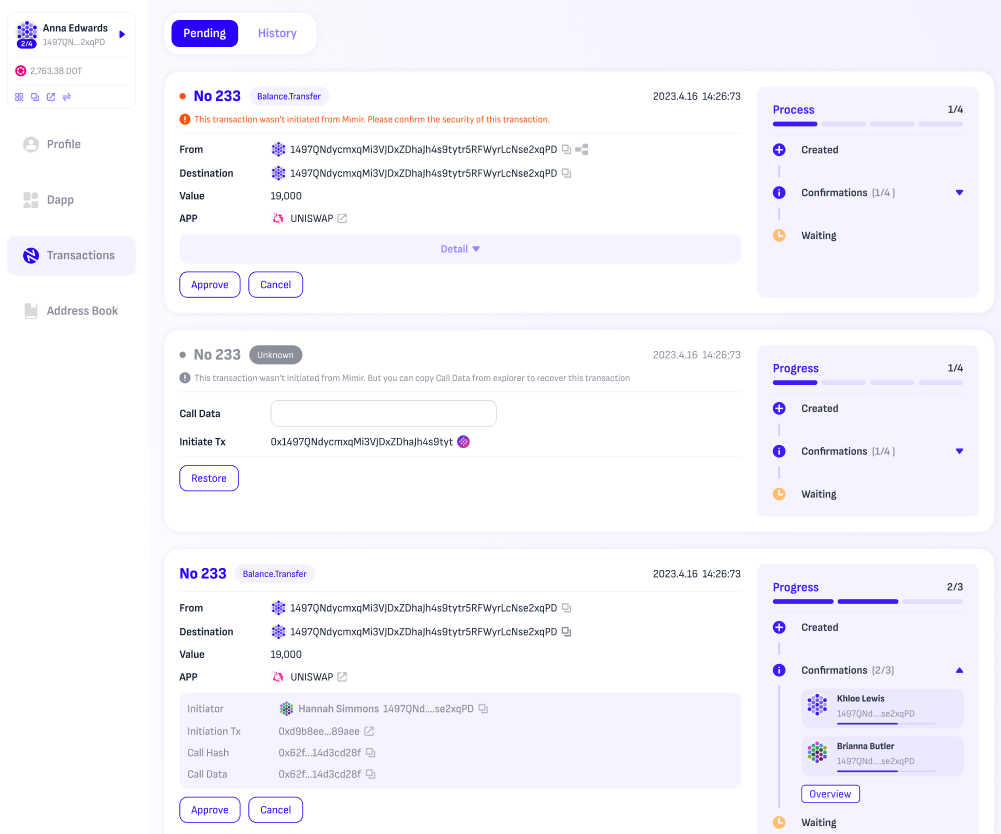 Anna Edwards
1497QN...2xqPD
2/4
2,763.38 DOT
Profile
Dapp
Transactions
Address Book
Pending
History
No 233
Balance.Transfer
2023.4.16 14:26:73
This transaction wasn't initiated from Mimir. Please confirm the security of this transaction.
From
1497QNdycmxqMi3VJDxZDhaJh4s9tytr5RFWyrLcNse2xqPD
Destination
1497QNdycmxqMi3VJDxZDhaJh4s9tytr5RFWyrLcNse2xqPD
Value
19,000
APP
UNISWAP
Detail
Approve
Cancel
Process
1/4
Created
Confirmations (1/4 )
Waiting
No 233
Unknown
2023.4.16 14:26:73
This transaction wasn't initiated from Mimir. But you can copy Call Data from explorer to recover this transaction
Call Data
Initiate Tx
0x1497QNdycmxqMi3VJDxZDhaJh4s9tyt
Restore
Progress
1/4
Created
Confirmations (1/4 )
Waiting
No 233
Balance.Transfer
2023.4.16 14:26:73
From
1497QNdycmxqMi3VJDxZDhaJh4s9tytr5RFWyrLcNse2xqPD
Destination
1497QNdycmxqMi3VJDxZDhaJh4s9tytr5RFWyrLcNse2xqPD
Value
19,000
APP
UNISWAP
Initiator
Hannah Simmons 1497QNd....se2xqPD
Initiation Tx
0xd9b8ee...89aee
Call Hash
0x62f...14d3cd28f
Call Data
0x62f...14d3cd28f
Approve
Cancel
Progress
2/3
Created
Confirmations (2/3)
Khloe Lewis
1497QNd....se2xqPD
Brianna Butler
1497QNd....se2xqPD
Overview
Waiting